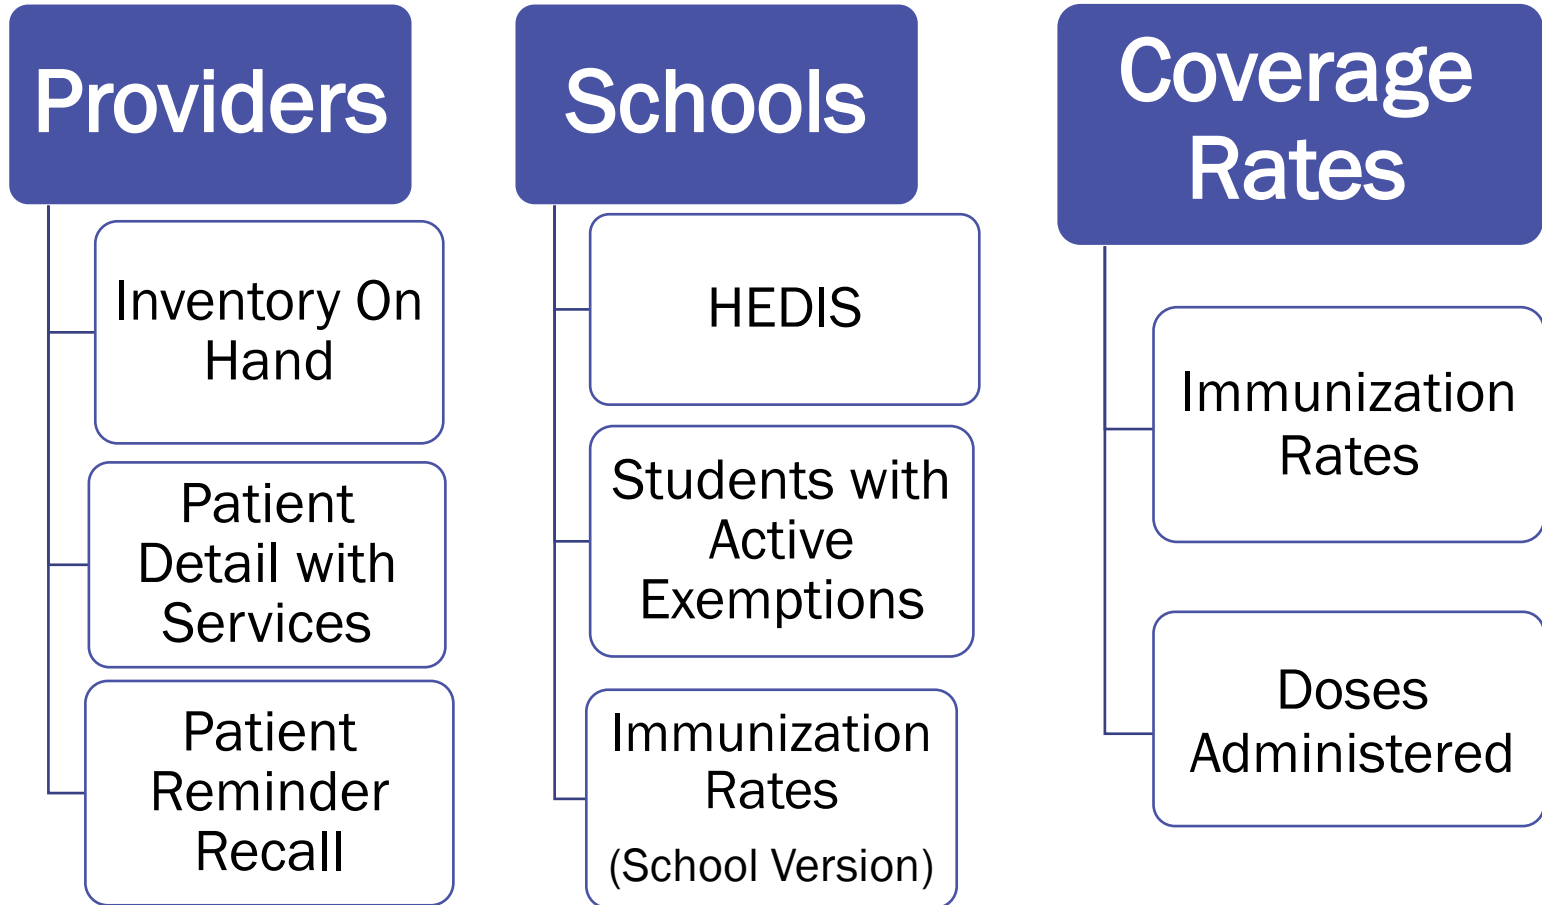 Providers
Inventory On
Hand
Patient
Detail with
Services
Patient
Reminder
Recall
Schools
HEDIS
Students with
Active
Exemptions
Immunization
Rates
(School Version)
Coverage
Rates
Immunization
Rates
Doses
Administered